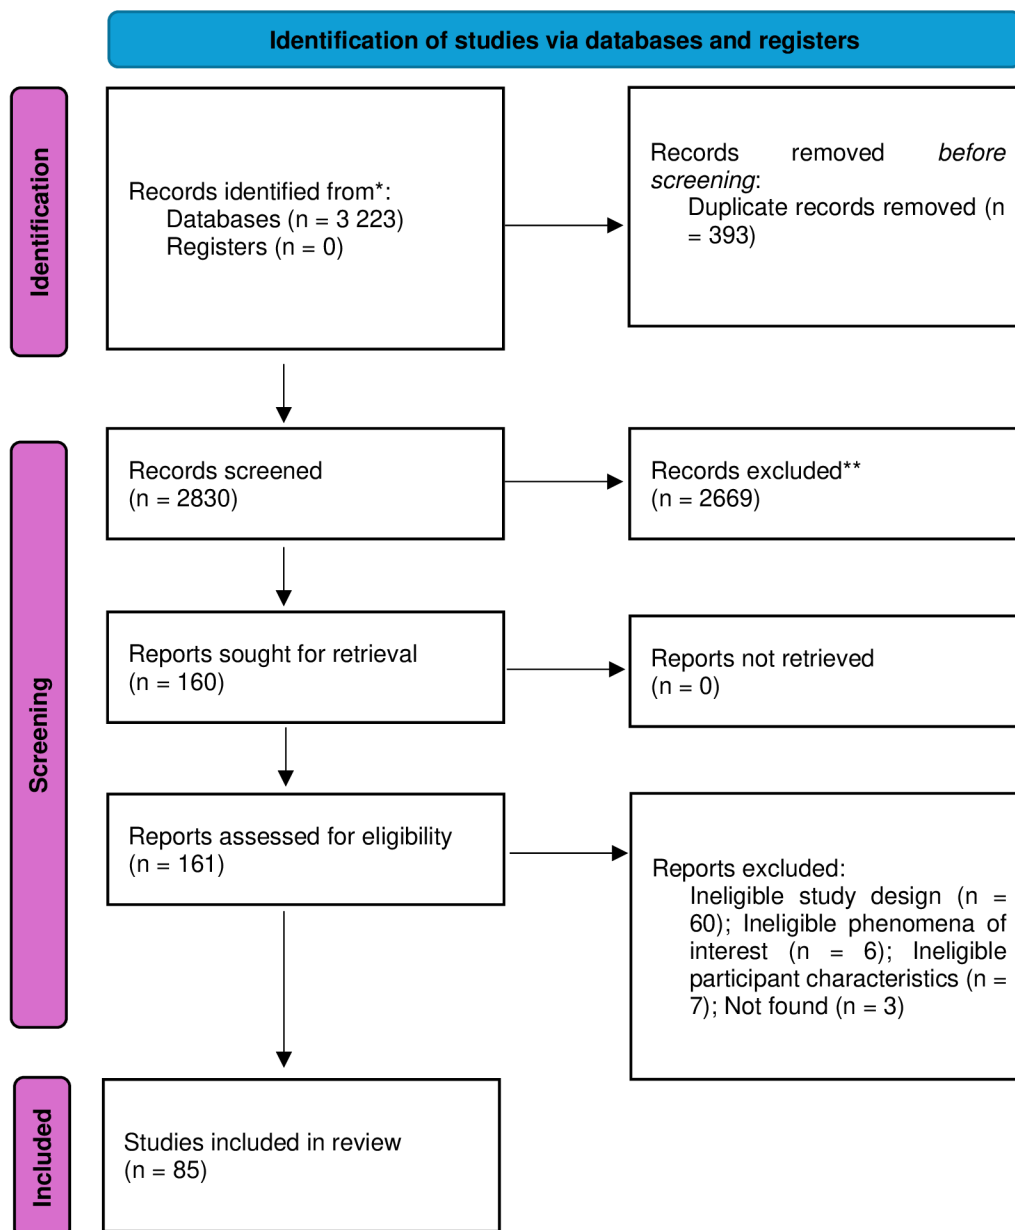 Identification of studies via databases and registers
Identification
Records identified from*:
Databases (n = 3 223)
Registers (n = 0)
Records removed before
screening:
Duplicate records removed (n
= 393)
Screening
Records screened
(n = 2830)
Records excluded**
(n = 2669)
Reports sought for retrieval
(n = 160)
Reports not retrieved
(n = 0)
Reports assessed for eligibility
(n = 161)
Reports excluded:
Ineligible study design (n =
60); Ineligible phenomena of
interest (n = 6); Ineligible
participant characteristics (n =
7); Not found (n = 3)
Included
Studies included in review
(n = 85)